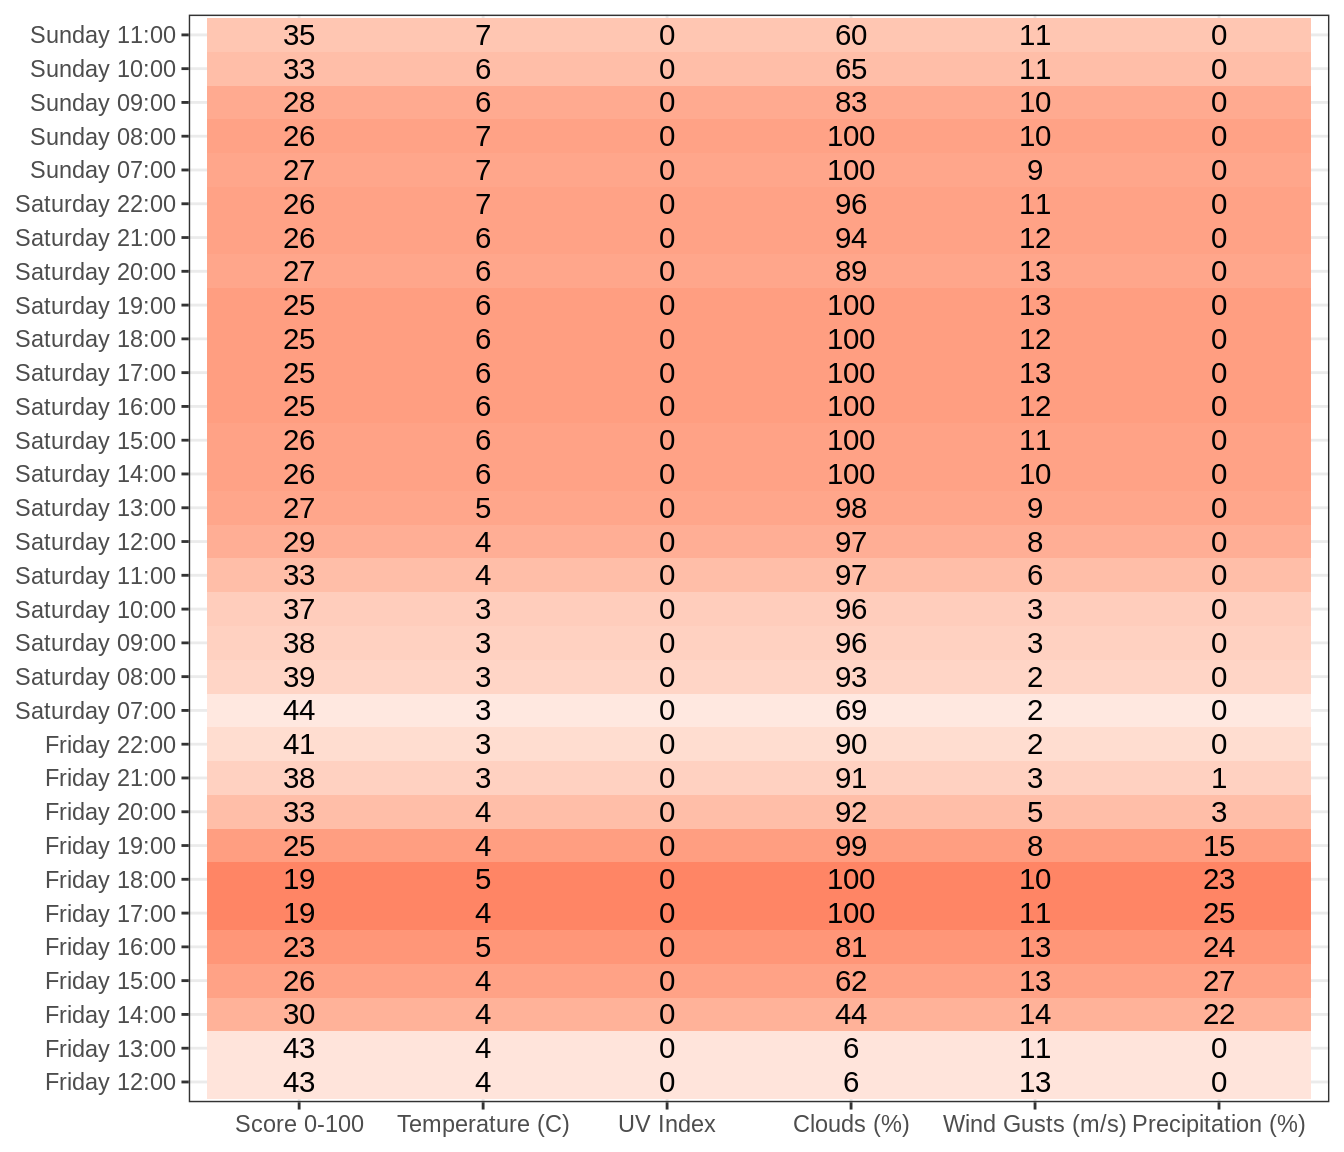 Sunday 11:00 35 7 0 60 11 0
Sunday 10:00 33 6 0 65 11 0
Sunday 09:00 28 6 0 83 10 0
Sunday 08:00 26 7 0 100 10 0
Sunday 07:00 27 7 0 100 9 0
Saturday 22:00 26 7 0 96 11 0
Saturday 21:00 26 6 0 94 12 0
Saturday 20:00 27 6 0 89 13 0
Saturday 19:00 25 6 0 100 13 0
Saturday 18:00 25 6 0 100 12 0
Saturday 17:00 25 6 0 100 13 0
Saturday 16:00 25 6 0 100 12 0
Saturday 15:00 26 6 0 100 11 0
Saturday 14:00 26 6 0 100 10 0
Saturday 13:00 27 5 0 98 9 0
Saturday 12:00 29 4 0 97 8 0
Saturday 11:00 33 4 0 97 6 0
Saturday 10:00 37 3 0 96 3 0
Saturday 09:00 38 3 0 96 3 0
Saturday 08:00 39 3 0 93 2 0
Saturday 07:00 44 3 0 69 2 0
Friday 22:00 41 3 0 90 2 0
Friday 21:00 38 3 0 91 3 1
Friday 20:00 33 4 0 92 5 3
Friday 19:00 25 4 0 99 8 15
Friday 18:00 19 5 0 100 10 23
Friday 17:00 19 4 0 100 11 25
Friday 16:00 23 5 0 81 13 24
Friday 15:00 26 4 0 62 13 27
Friday 14:00 30 4 0 44 14 22
Friday 13:00 43 4 0 6 11 0
Friday 12:00 43 4 0 6 13 0
Score 0-100 Temperature (C) UV Index Clouds (%) Wind Gusts (m/s) Precipitation (%)